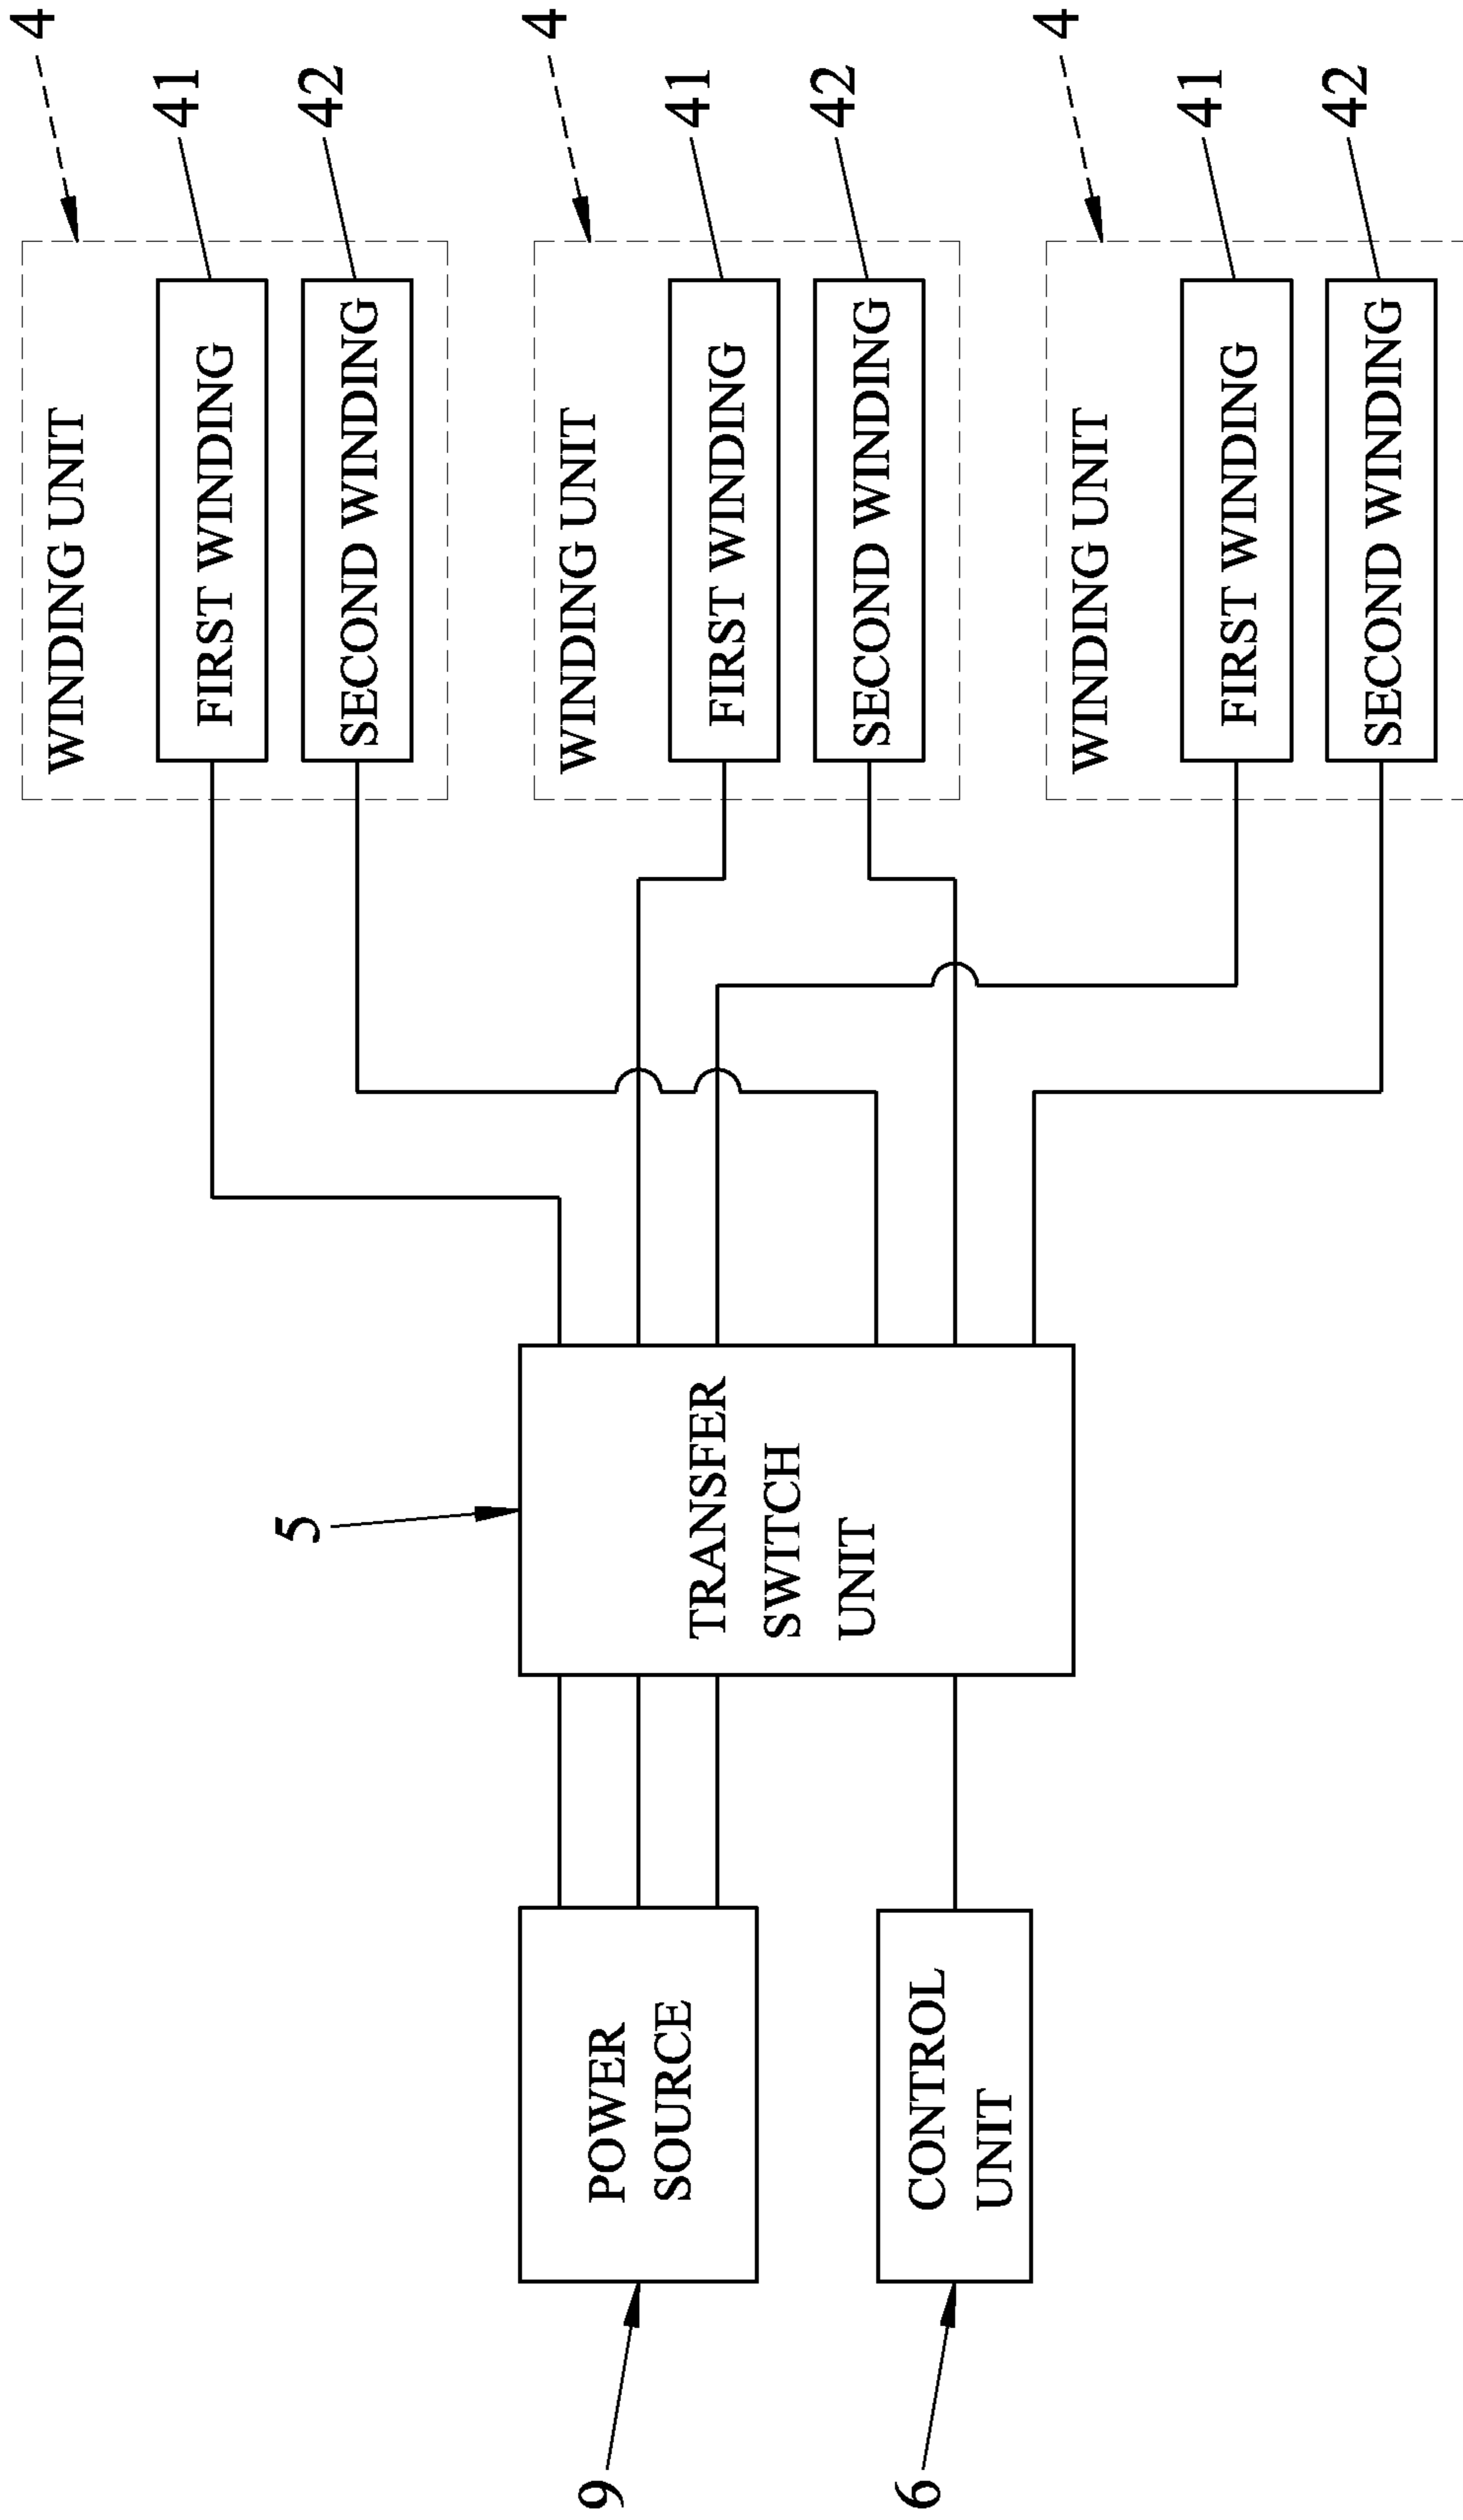 4
WINDING UNIT
41
FIRST WINDING
42
SECOND WINDING
4
WINDING UNIT
41
FIRST WINDING
42
SECOND WINDING
4
WINDING UNIT
41
FIRST WINDING
42
SECOND WINDING
5
TRANSFER
SWITCH
UNIT
9
POWER
SOURCE
6
CONTROL
UNIT